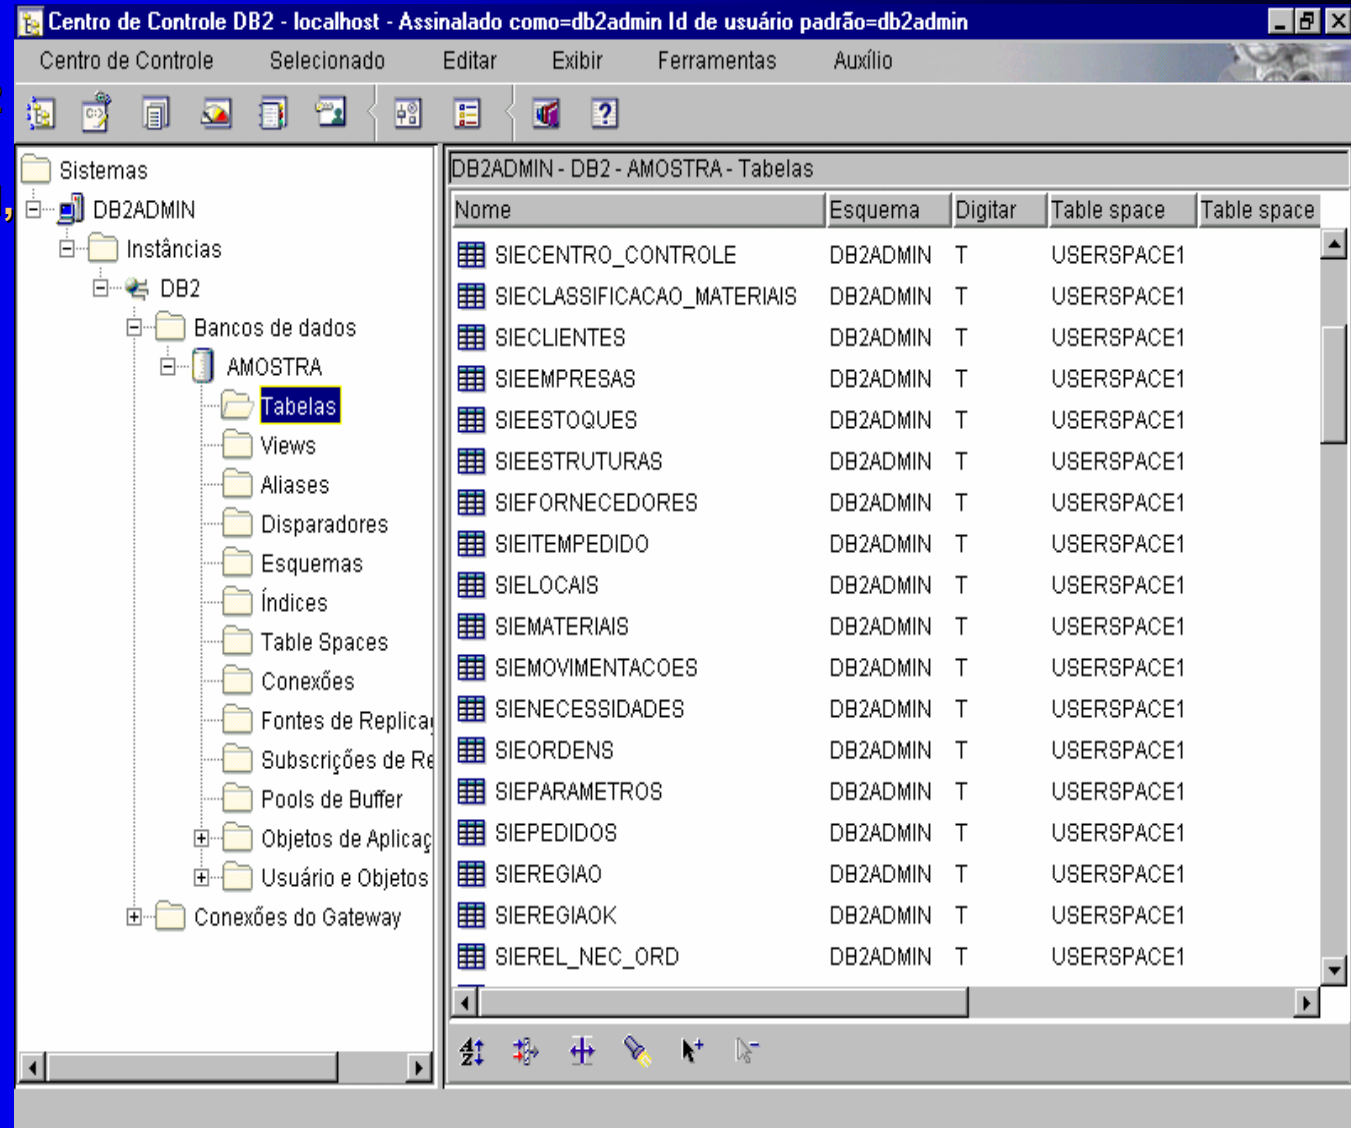 Centro de Controle DB2 - localhost - Assinalado como=db2admin Id de usuário padrão=db2admin
Centro de Controle Selecionado Editar Exibir Ferramentas Auxílio
Sistemas
DB2ADMIN
Instâncias
DB2
Bancos de dados
AMOSTRA
Tabelas
Views
Aliases
Disparadores
Esquemas
Índices
Table Spaces
Conexões
Fontes de Replicaç
Subscrições de Re
Pools de Buffer
Objetos de Aplicaç
Usuário e Objetos
Conexões do Gateway
DB2ADMIN - DB2 - AMOSTRA - Tabelas
Nome Esquema Digitar Table space Table space
SIECENTRO_CONTROLE DB2ADMIN T USERSPACE1
SIECLASSIFICACAO_MATERIAIS DB2ADMIN T USERSPACE1
SIECLIENTES DB2ADMIN T USERSPACE1
SIEEMPRESAS DB2ADMIN T USERSPACE1
SIEESTOQUES DB2ADMIN T USERSPACE1
SIEESTRUTURAS DB2ADMIN T USERSPACE1
SIEFORNECEDORES DB2ADMIN T USERSPACE1
SIEITEMPEDIDO DB2ADMIN T USERSPACE1
SIELOCAIS DB2ADMIN T USERSPACE1
SIEMATERIAIS DB2ADMIN T USERSPACE1
SIEMOVIMENTACOES DB2ADMIN T USERSPACE1
SIENECESSIDADES DB2ADMIN T USERSPACE1
SIEORDENS DB2ADMIN T USERSPACE1
SIEPARAMETROS DB2ADMIN T USERSPACE1
SIEPEDIDOS DB2ADMIN T USERSPACE1
SIEREGIAO DB2ADMIN T USERSPACE1
SIEREGIAOK DB2ADMIN T USERSPACE1
SIEREL_NEC_ORD DB2ADMIN T USERSPACE1